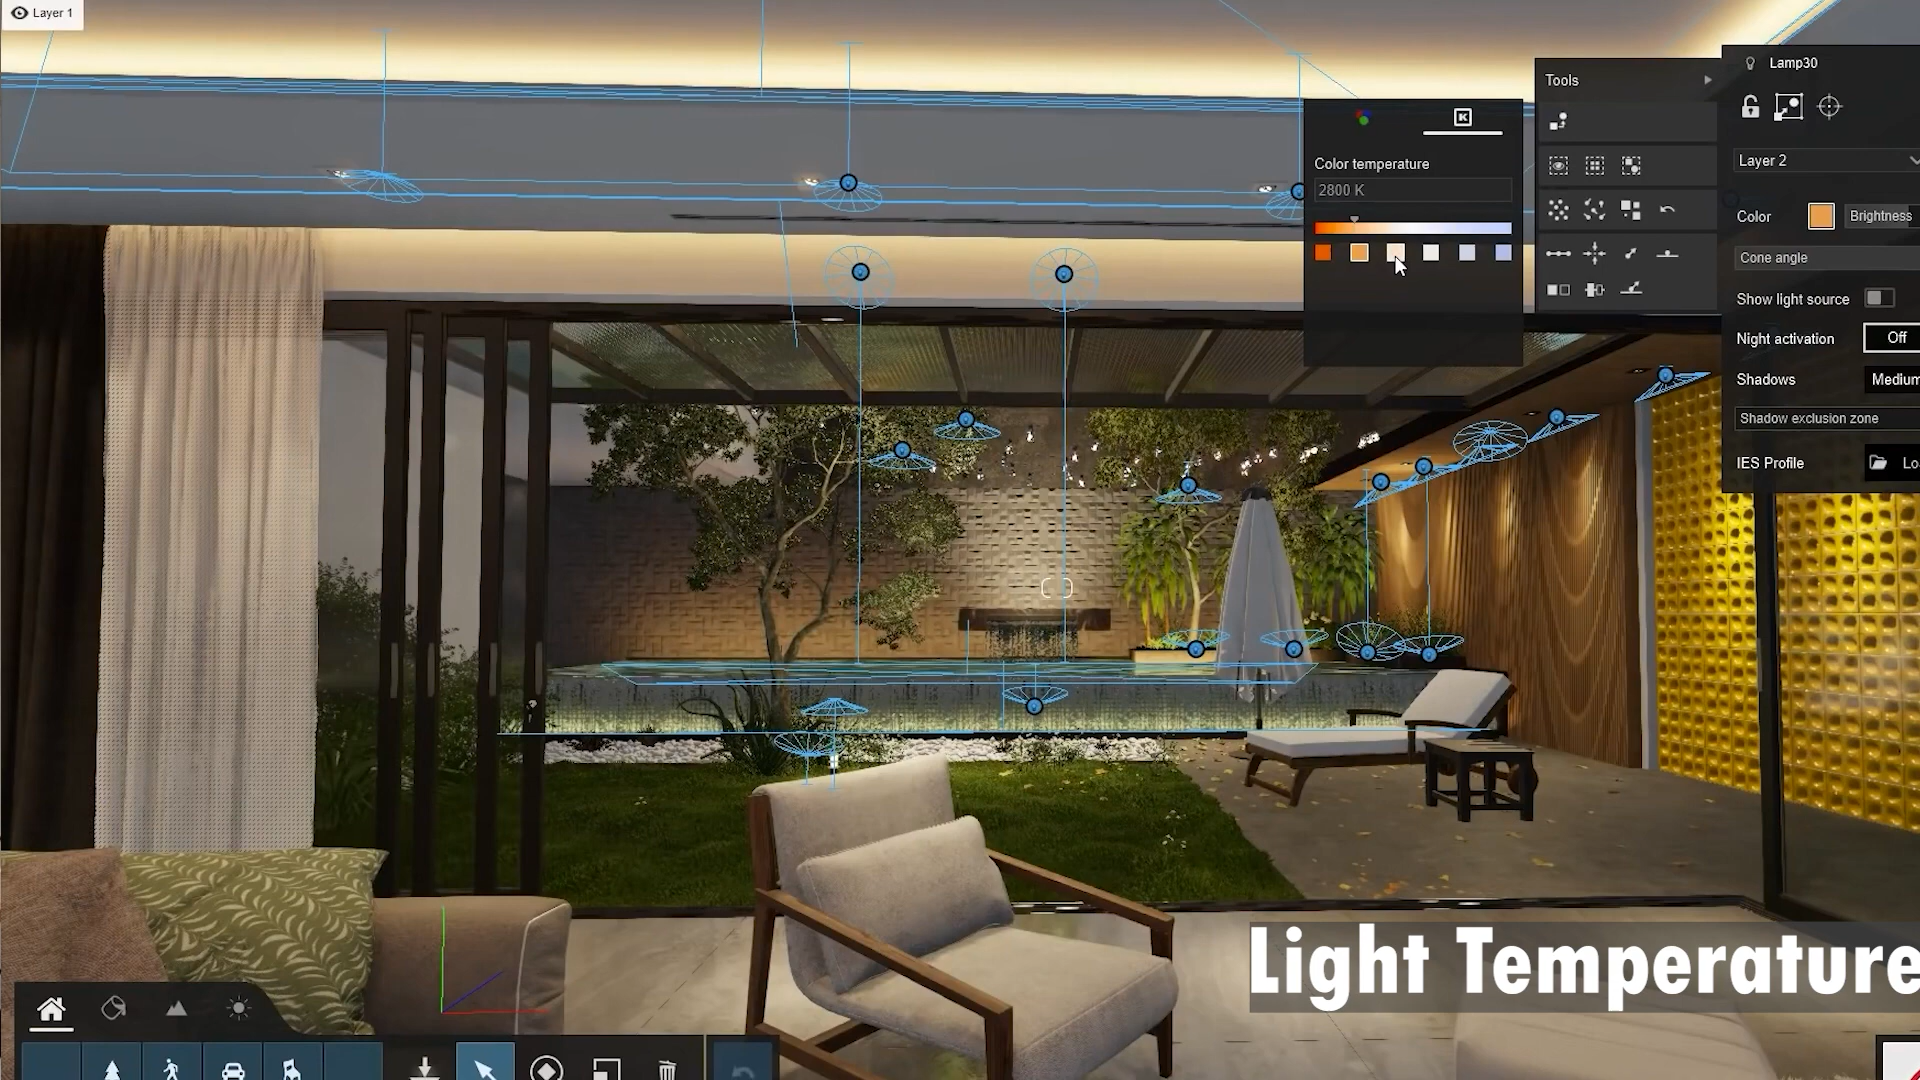 Layer 1
Color temperature
2800 K
Tools
Lamp30
Layer 2
Color
Brightness
Cone angle
Show light source
Night activation
Off
Shadows
Medium
Shadow exclusion zone
IES Profile
Lo
K
Light Temperature